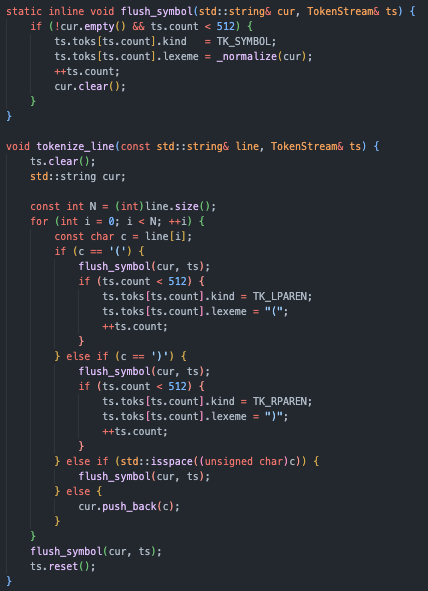 static inline void flush_symbol(std::string& cur, TokenStream& ts) {
    if (!cur.empty() && ts.count < 512) {
        ts.toks[ts.count].kind   = TK_SYMBOL;
        ts.toks[ts.count].lexeme = _normalize(cur);
        ++ts.count;
        cur.clear();
    }
}

void tokenize_line(const std::string& line, TokenStream& ts) {
    ts.clear();
    std::string cur;

    const int N = (int)line.size();
    for (int i = 0; i < N; ++i) {
        const char c = line[i];
        if (c == '(') {
            flush_symbol(cur, ts);
            if (ts.count < 512) {
                ts.toks[ts.count].kind = TK_LPAREN;
                ts.toks[ts.count].lexeme = "(";
                ++ts.count;
            }
        } else if (c == ')') {
            flush_symbol(cur, ts);
            if (ts.count < 512) {
                ts.toks[ts.count].kind = TK_RPAREN;
                ts.toks[ts.count].lexeme = ")";
                ++ts.count;
            }
        } else if (std::isspace((unsigned char)c)) {
            flush_symbol(cur, ts);
        } else {
            cur.push_back(c);
        }
    }
    flush_symbol(cur, ts);
    ts.reset();
}